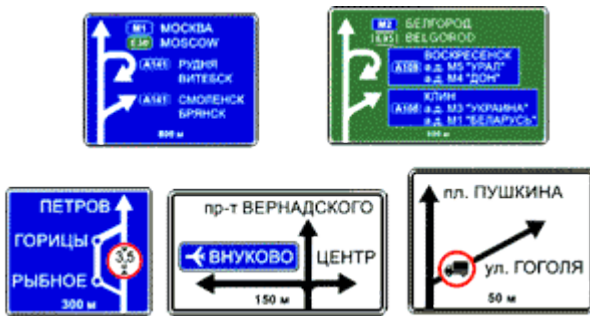 М1 МОСКВА
E30 MOSCOW
А141 РУДНЯ
ВИТЕБСК
А141 СМОЛЕНСК
БРЯНСК
800 м
М2 БЕЛГОРОД
E95 BELGOROD
ВОСКРЕСЕНСК
А108 а.д. М5 "УРАЛ"
а.д. М4 "ДОН"
КЛИН
А108 а.д. М3 "УКРАИНА"
а.д. М1 "БЕЛАРУСЬ"
ПЕТРОВ
ГОРИЦЫ
3,5
м
РЫБНОЕ
300 м
пр-т ВЕРНАДСКОГО
ВНУКОВО ЦЕНТР
150 м
пл. ПУШКИНА
ул. ГОГОЛЯ
50 м